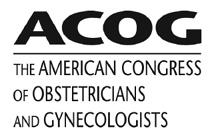 ACOG
THE AMERICAN CONGRESS
OF OBSTETRICIANS
AND GYNECOLOGISTS